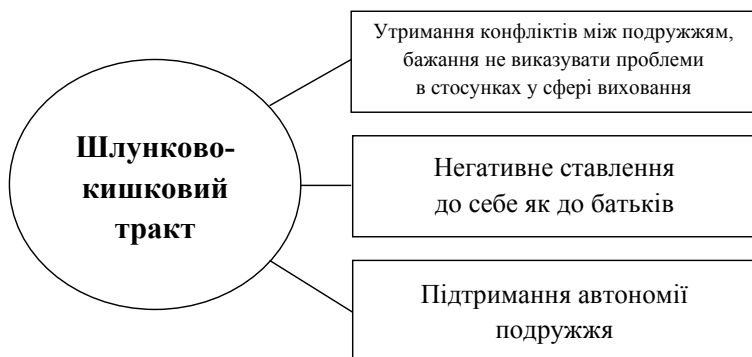 Шлунково-
кишковий
тракт
Утримання конфліктів між подружжям,
бажання не виказувати проблеми
в стосунках у сфері виховання
Негативне ставлення
до себе як до батьків
Підтримання автономії
подружжя